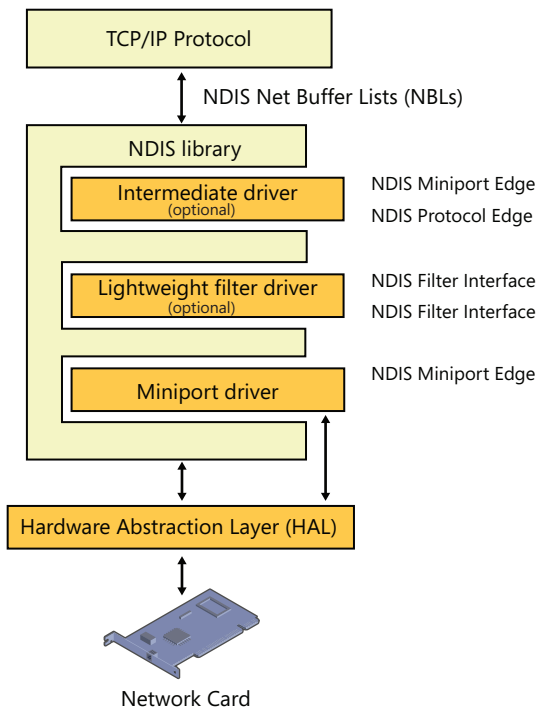 TCP/IP Protocol
NDIS Net Buffer Lists (NBLs)
NDIS library
Intermediate driver
(optional)
NDIS Miniport Edge
NDIS Protocol Edge
Lightweight filter driver
(optional)
NDIS Filter Interface
NDIS Filter Interface
Miniport driver
NDIS Miniport Edge
Hardware Abstraction Layer (HAL)
Network Card